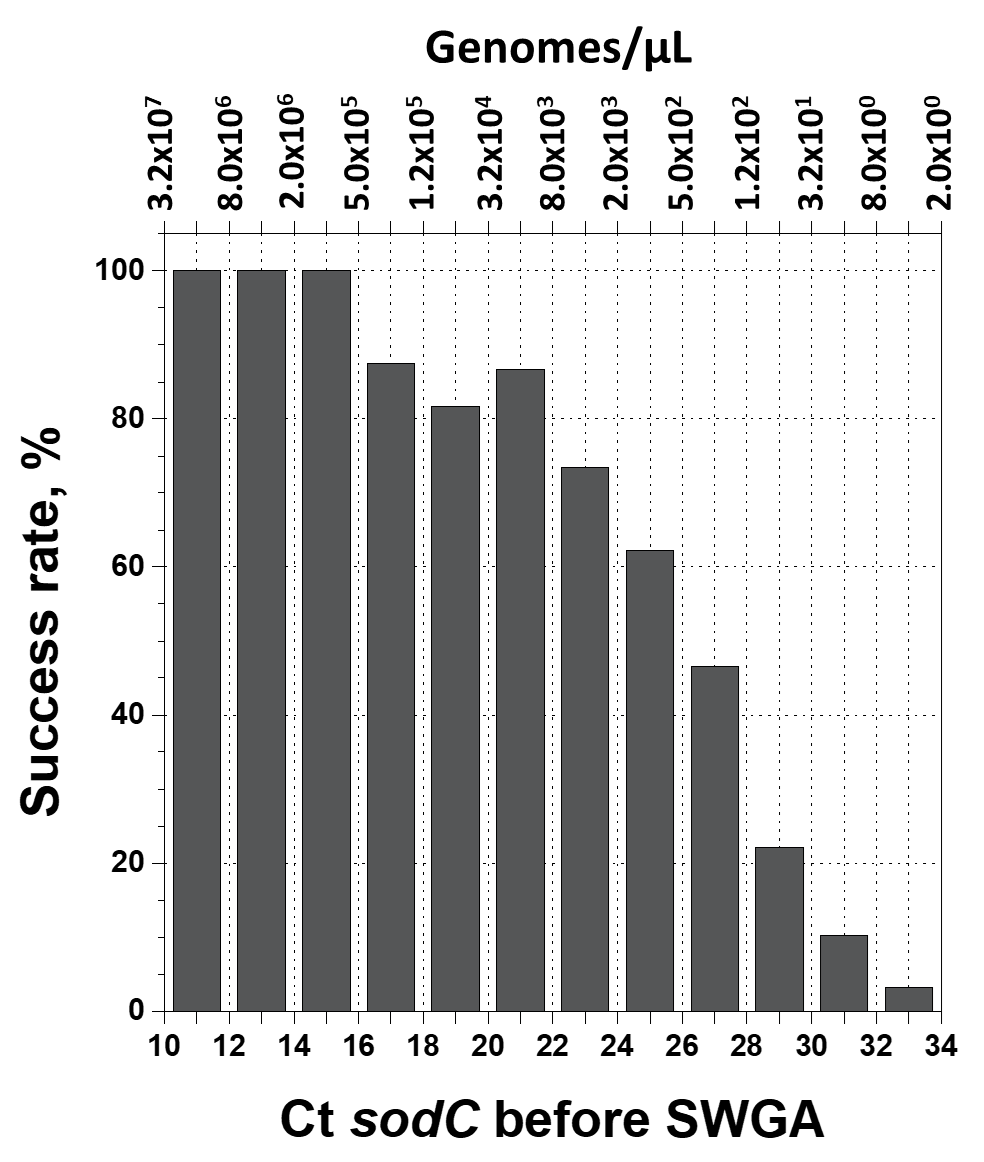 Genomes/µL
3.2x10⁷ 8.0x10⁶ 2.0x10⁶ 5.0x10⁵ 1.2x10⁵ 3.2x10⁴ 8.0x10³ 2.0x10³ 5.0x10² 1.2x10² 3.2x10¹ 8.0x10⁰ 2.0x10⁰
Success rate, %
100
80
60
40
20
0
10 12 14 16 18 20 22 24 26 28 30 32 34
Ct sodC before SWGA